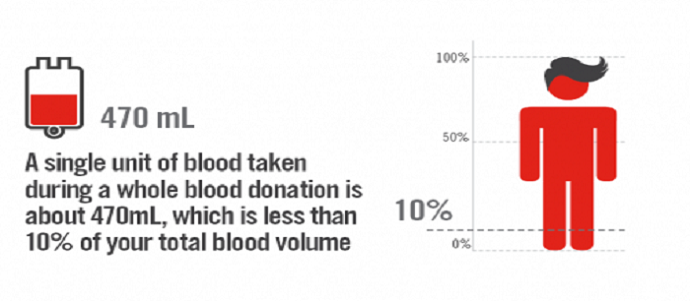 470 mL
A single unit of blood taken
during a whole blood donation is
about 470mL, which is less than
10% of your total blood volume
100%
50%
10%
0%